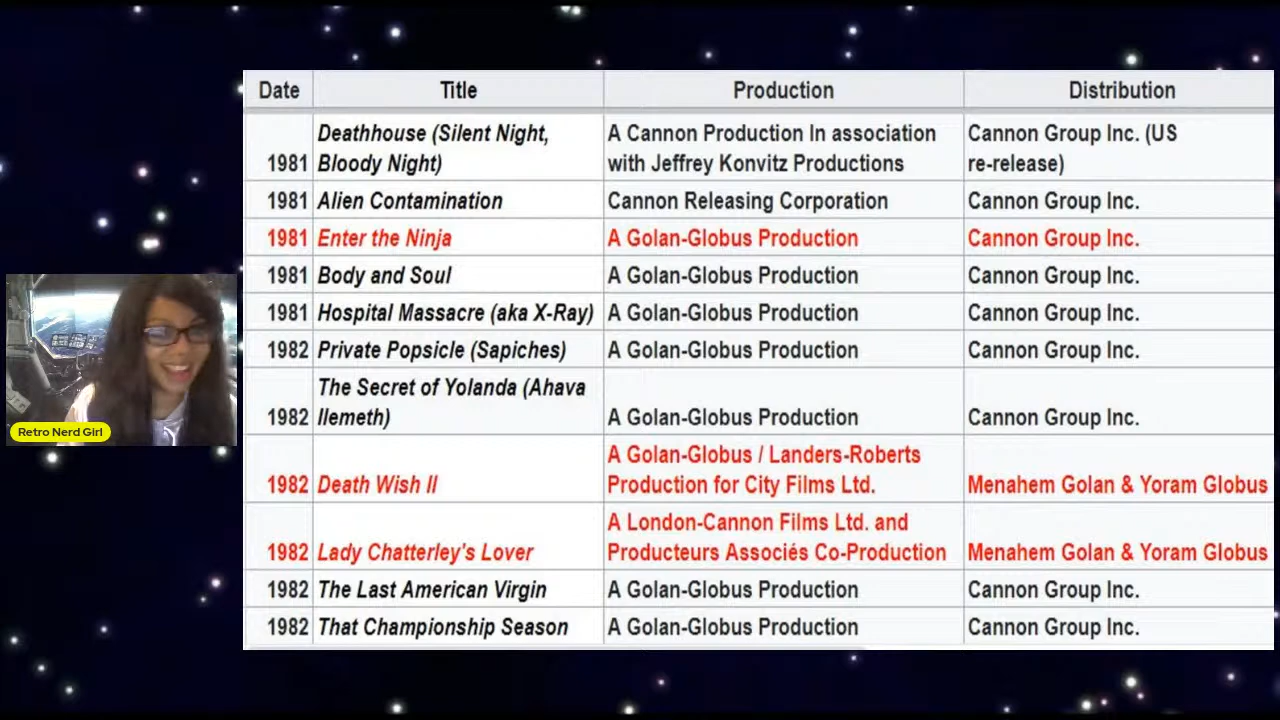 Date Title Production Distribution
1981 Deathhouse (Silent Night, Bloody Night) A Cannon Production In association with Jeffrey Konvitz Productions Cannon Group Inc. (US re-release)
1981 Alien Contamination Cannon Releasing Corporation Cannon Group Inc.
1981 Enter the Ninja A Golan-Globus Production Cannon Group Inc.
1981 Body and Soul A Golan-Globus Production Cannon Group Inc.
1981 Hospital Massacre (aka X-Ray) A Golan-Globus Production Cannon Group Inc.
1982 Private Popsicle (Sapiches) A Golan-Globus Production Cannon Group Inc.
1982 The Secret of Yolanda (Ahava Ilemeth) A Golan-Globus Production Cannon Group Inc.
1982 Death Wish II A Golan-Globus / Landers-Roberts Production for City Films Ltd. Menahem Golan & Yoram Globus
1982 Lady Chatterley's Lover A London-Cannon Films Ltd. and Producteurs Associés Co-Production Menahem Golan & Yoram Globus
1982 The Last American Virgin A Golan-Globus Production Cannon Group Inc.
1982 That Championship Season A Golan-Globus Production Cannon Group Inc.
Retro Nerd Girl